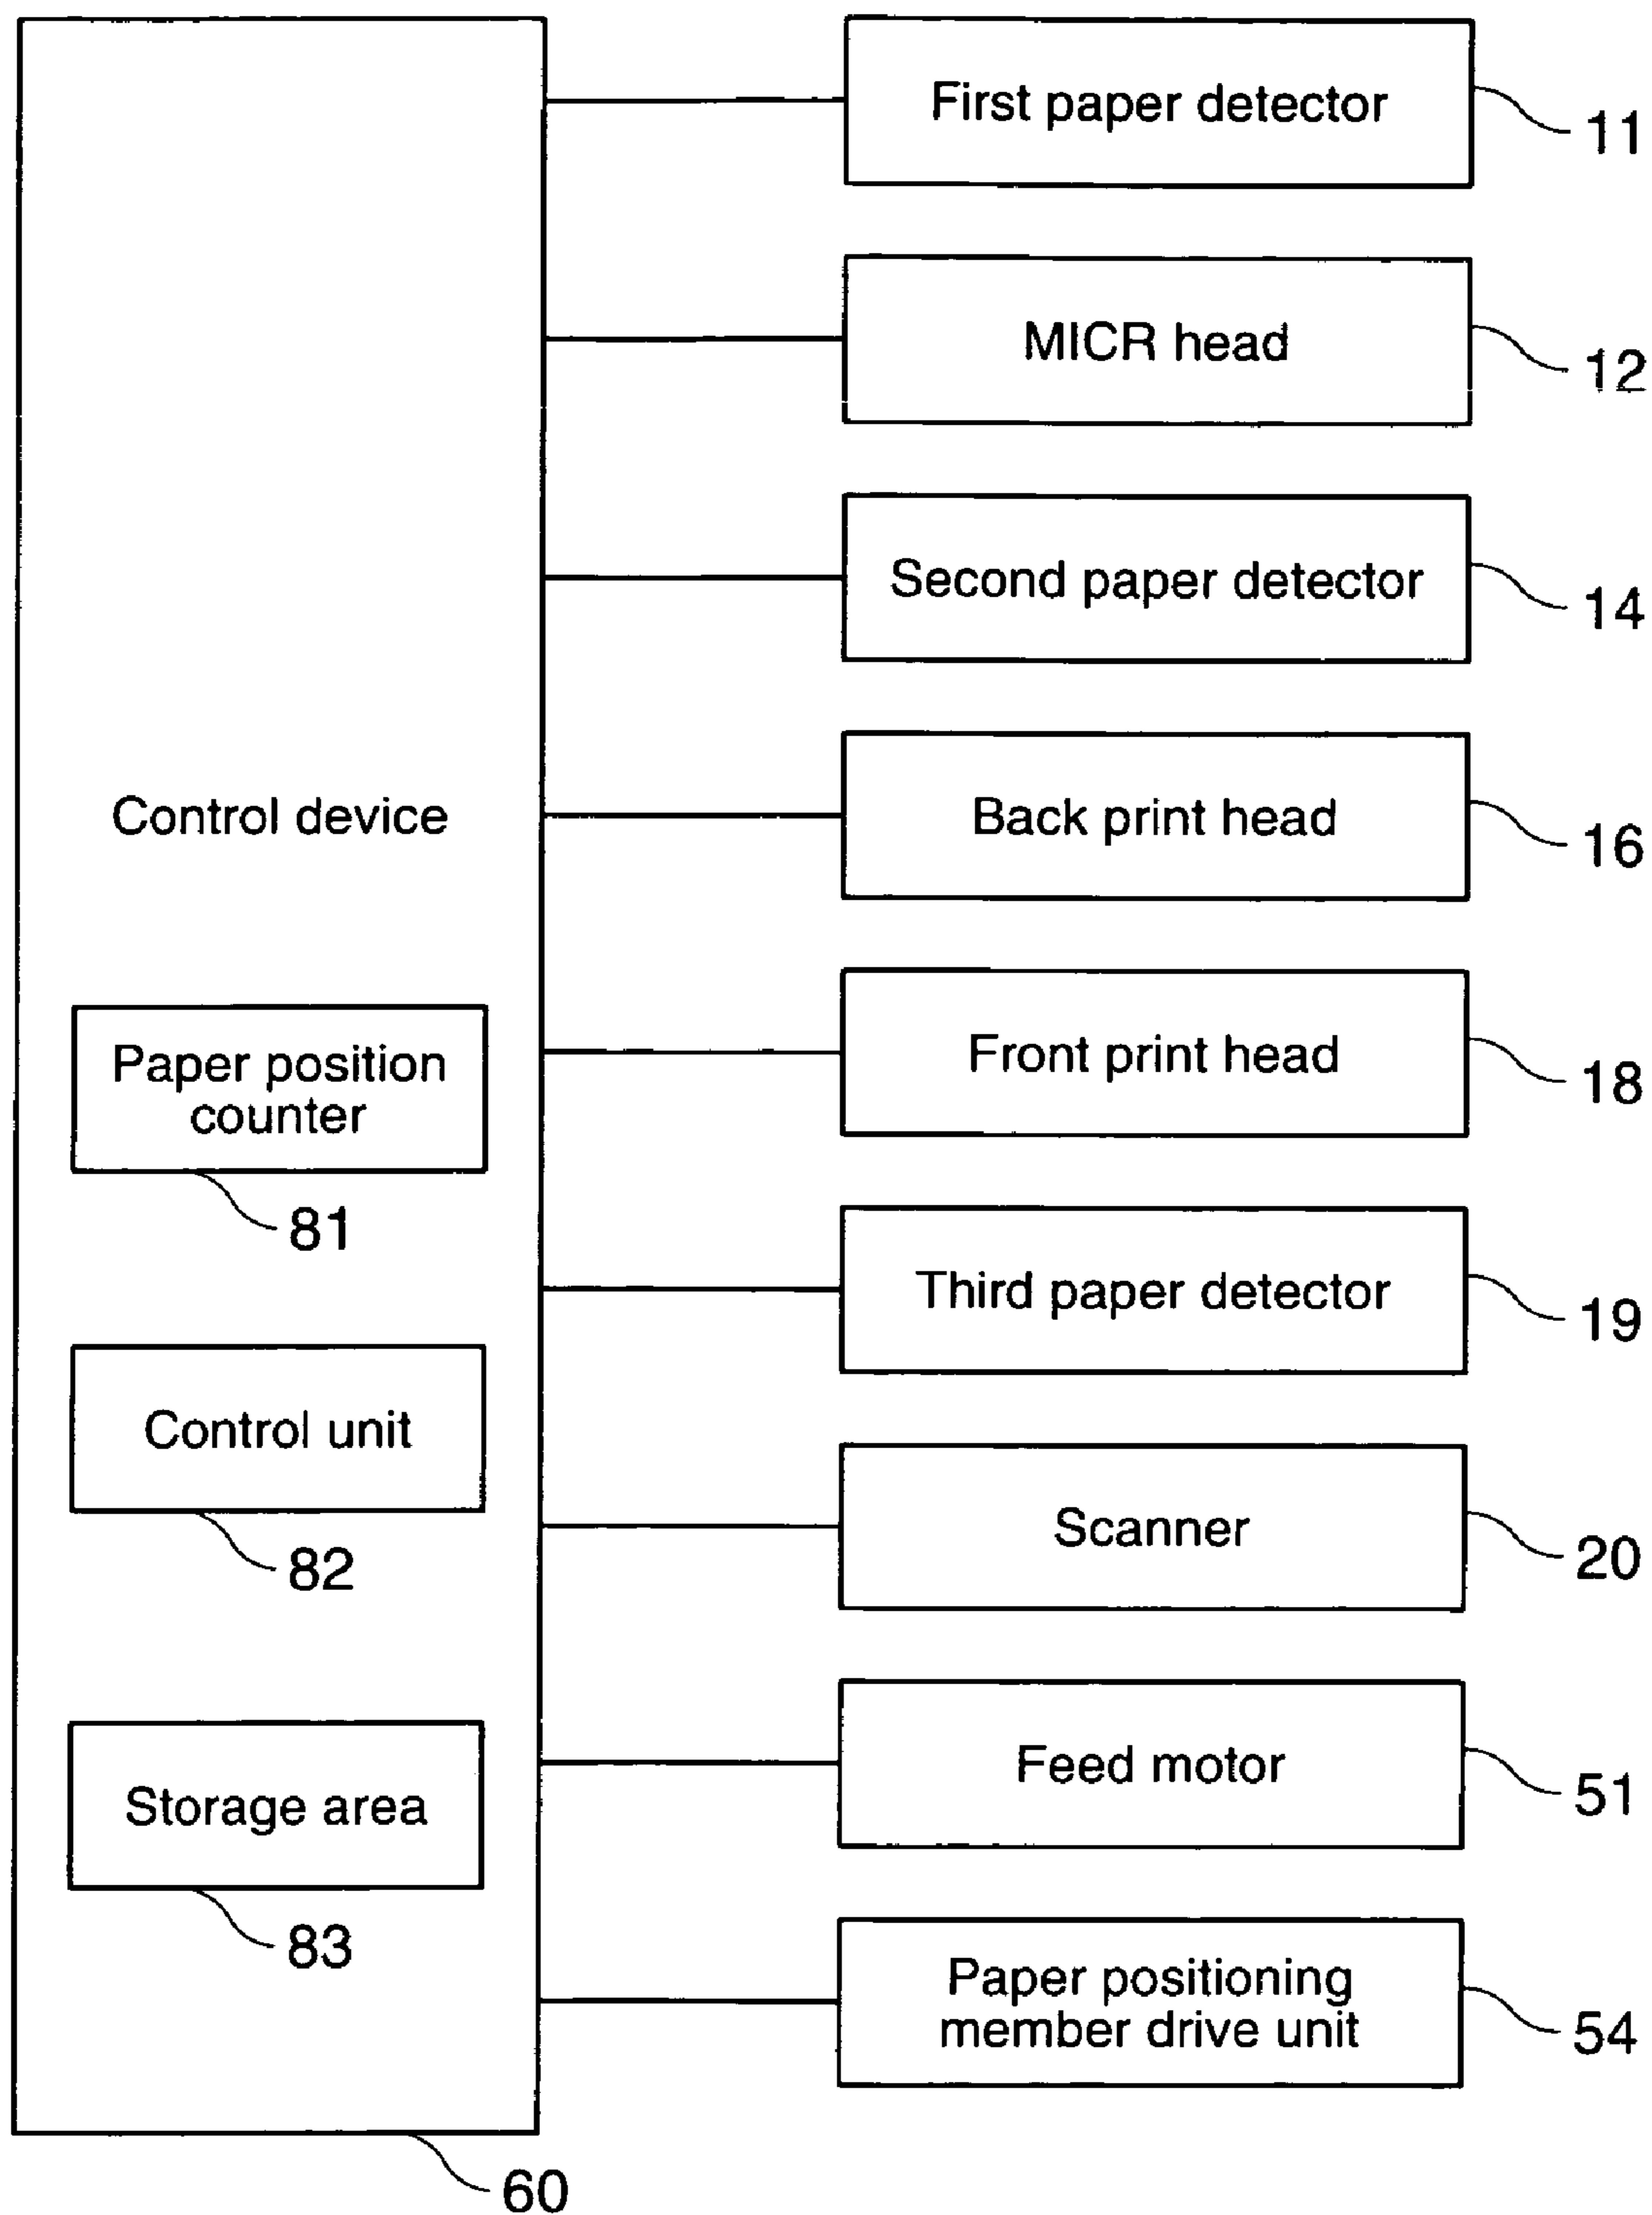 First paper detector
11
MICR head
12
Second paper detector
14
Control device
Back print head
16
Paper position
counter
81
Front print head
18
Third paper detector
19
Control unit
82
Scanner
20
Storage area
83
Feed motor
51
Paper positioning
member drive unit
54
60